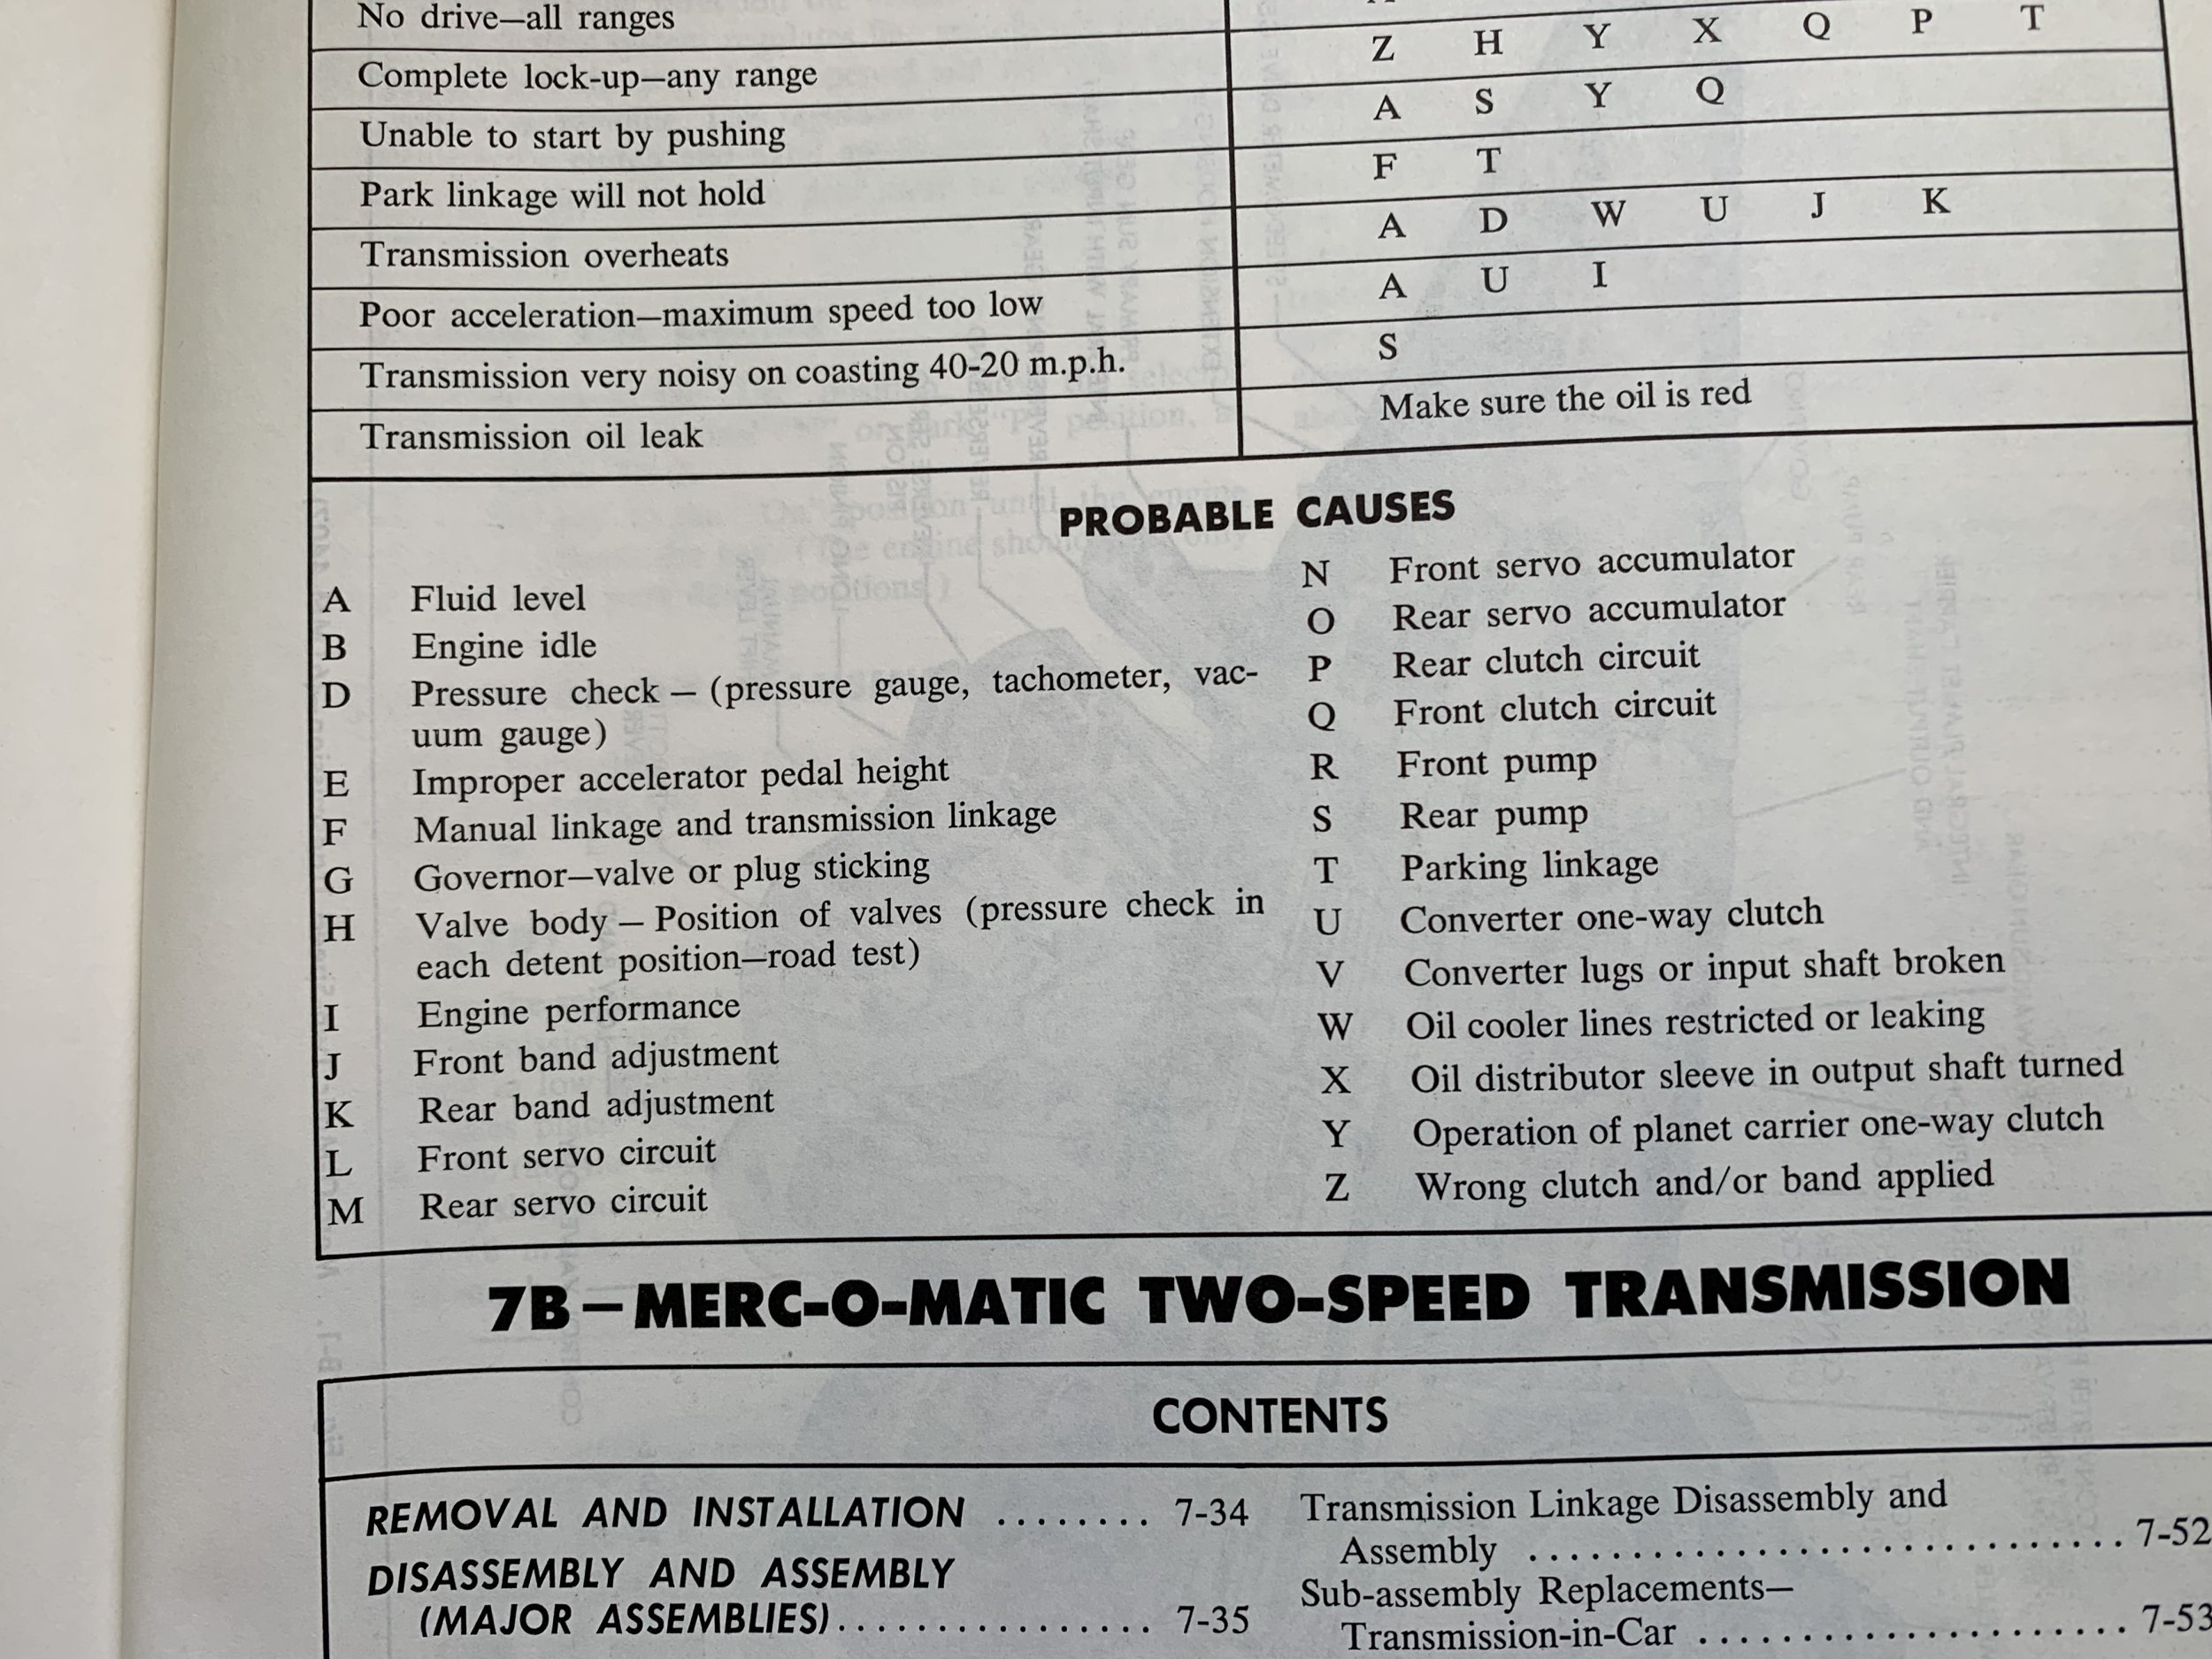 No drive—all ranges
Complete lock-up—any range Z H Y X Q P T
Unable to start by pushing A S Y Q
Park linkage will not hold F T
Transmission overheats A D W U J K
Poor acceleration—maximum speed too low A U I
Transmission very noisy on coasting 40-20 m.p.h. S
Transmission oil leak Make sure the oil is red
PROBABLE CAUSES
A Fluid level
B Engine idle
D Pressure check — (pressure gauge, tachometer, vac-
uum gauge)
E Improper accelerator pedal height
F Manual linkage and transmission linkage
G Governor—valve or plug sticking
H Valve body — Position of valves (pressure check in
each detent position—road test)
I Engine performance
J Front band adjustment
K Rear band adjustment
L Front servo circuit
M Rear servo circuit
N Front servo accumulator
O Rear servo accumulator
P Rear clutch circuit
Q Front clutch circuit
R Front pump
S Rear pump
T Parking linkage
U Converter one-way clutch
V Converter lugs or input shaft broken
W Oil cooler lines restricted or leaking
X Oil distributor sleeve in output shaft turned
Y Operation of planet carrier one-way clutch
Z Wrong clutch and/or band applied
7B — MERC-O-MATIC TWO-SPEED TRANSMISSION
CONTENTS
REMOVAL AND INSTALLATION ........ 7-34
DISASSEMBLY AND ASSEMBLY
(MAJOR ASSEMBLIES)................ 7-35
Transmission Linkage Disassembly and
Assembly ............................. 7-52
Sub-assembly Replacements—
Transmission-in-Car ..................... 7-53